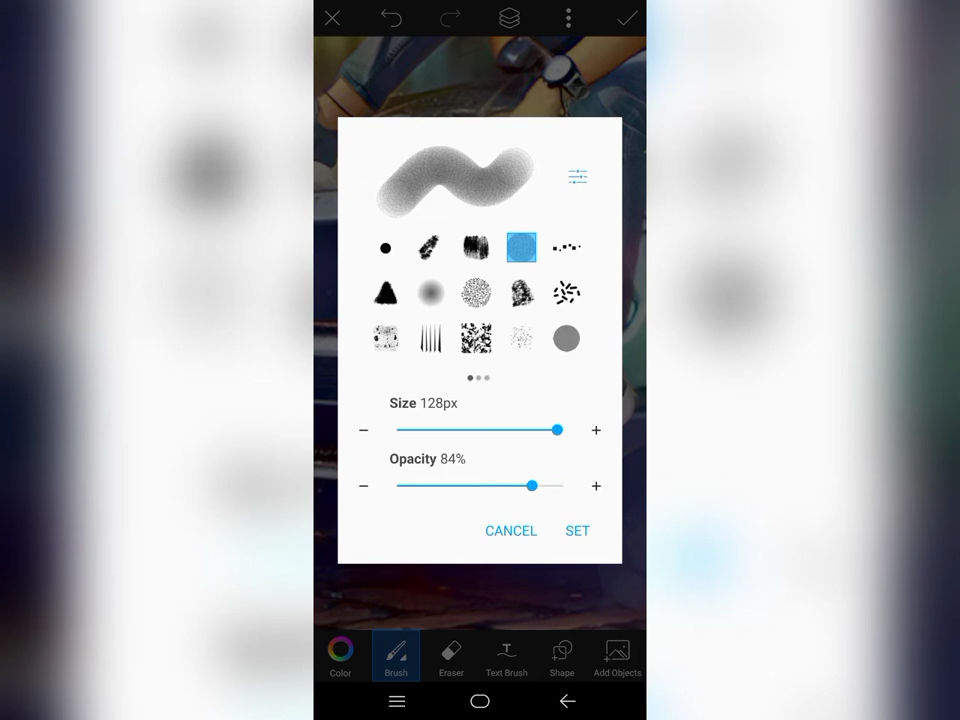 Size 128px
Opacity 84%
CANCEL SET
Color Brush Eraser Text Brush Shape Add Objects